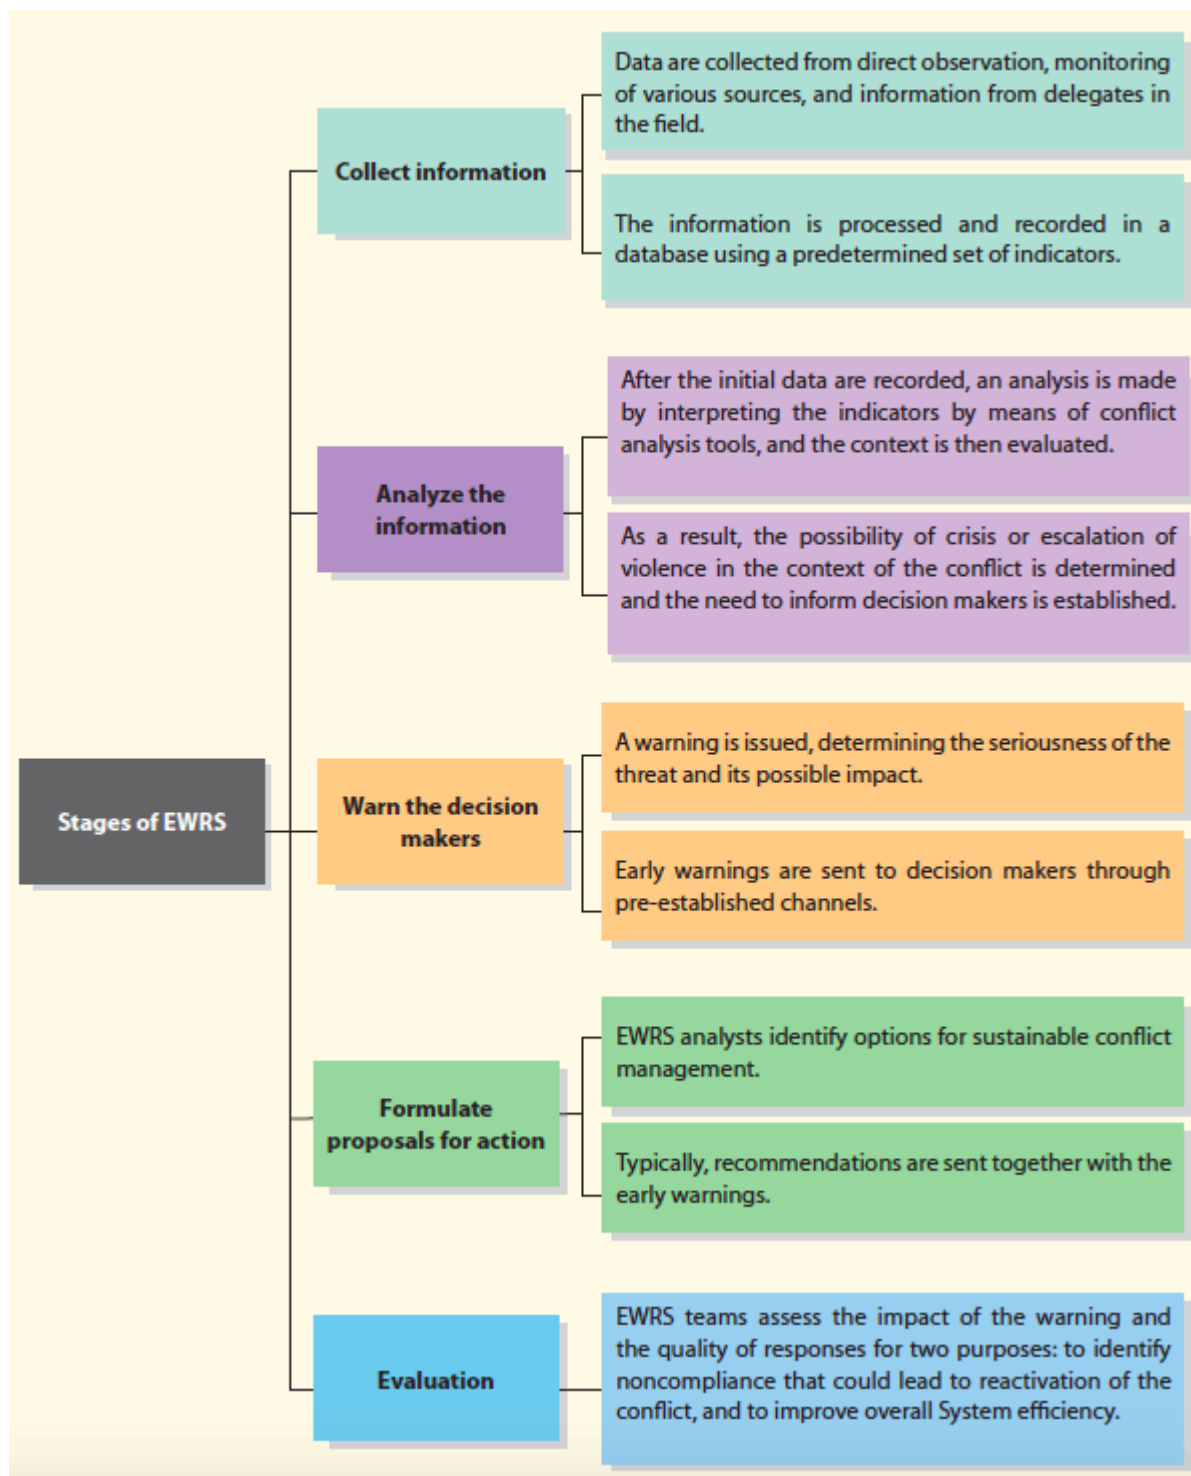 Stages of EWRS
Collect information
Data are collected from direct observation, monitoring
of various sources, and information from delegates in
the field.
The information is processed and recorded in a
database using a predetermined set of indicators.
Analyze the
information
After the initial data are recorded, an analysis is made
by interpreting the indicators by means of conflict
analysis tools, and the context is then evaluated.
As a result, the possibility of crisis or escalation of
violence in the context of the conflict is determined
and the need to inform decision makers is established.
Warn the decision
makers
A warning is issued, determining the seriousness of the
threat and its possible impact.
Early warnings are sent to decision makers through
pre-established channels.
Formulate
proposals for action
EWRS analysts identify options for sustainable conflict
management.
Typically, recommendations are sent together with the
early warnings.
Evaluation
EWRS teams assess the impact of the warning and
the quality of responses for two purposes: to identify
noncompliance that could lead to reactivation of the
conflict, and to improve overall System efficiency.